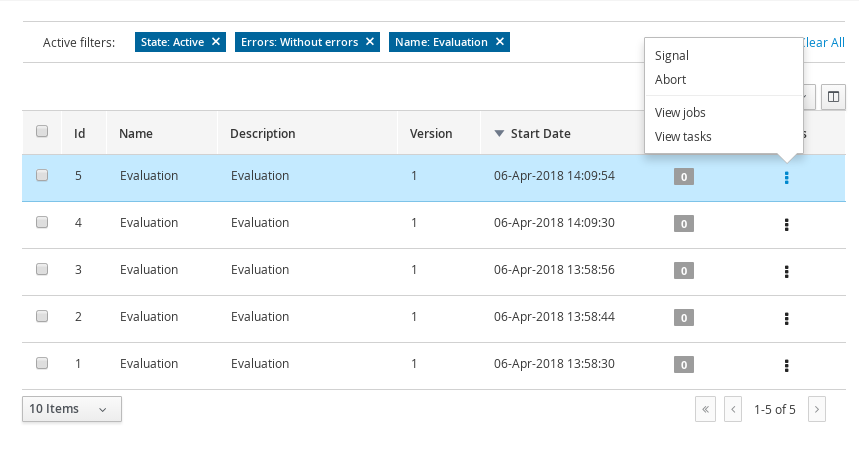 Active filters: State: Active × Errors: Without errors × Name: Evaluation × Clear All
Signal
Abort
View jobs
View tasks
Id Name Description Version Start Date
5 Evaluation Evaluation 1 06-Apr-2018 14:09:54 0
4 Evaluation Evaluation 1 06-Apr-2018 14:09:30 0
3 Evaluation Evaluation 1 06-Apr-2018 13:58:56 0
2 Evaluation Evaluation 1 06-Apr-2018 13:58:44 0
1 Evaluation Evaluation 1 06-Apr-2018 13:58:30 0
10 Items 1-5 of 5